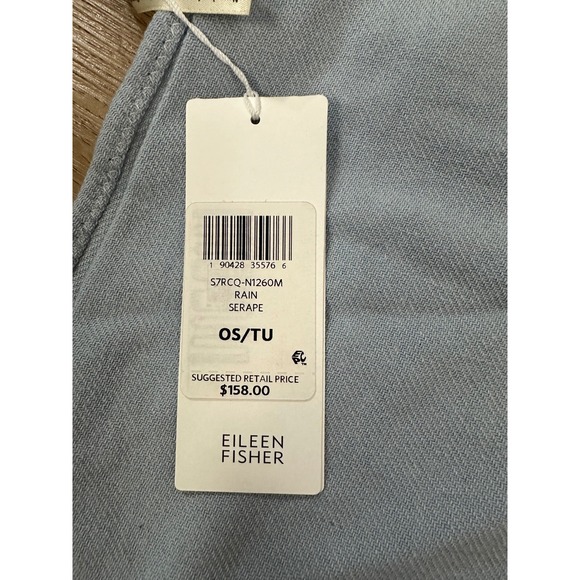 1 90428 35576 6
S7RCQ-N1260M
RAIN
SERAPE
OS/TU
SUGGESTED RETAIL PRICE
$158.00
EILEEN
FISHER